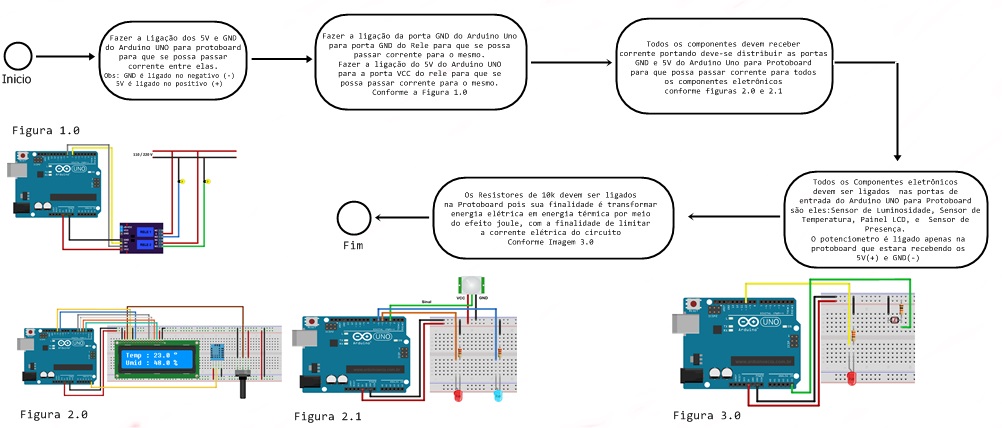 Inicio
Fazer a Ligação dos 5V e GND
do Arduino UNO para protoboard
para que se possa passar
corrente entre elas.
Obs: GND é ligado no negativo (-)
5V é ligado no positivo (+)
Fazer a ligação da porta GND do Arduino Uno
para porta GND do Rele para que se possa
passar corrente para o mesmo.
Fazer a ligação do 5V do Arduino UNO
para a porta VCC do rele para que se
possa passar corrente para o mesmo.
Conforme a Figura 1.0
Todos os componentes devem receber
corrente portando deve-se distribuir as portas
GND e 5V do Arduino Uno para Protoboard
para que possa passar corrente para todos
os componentes eletrônicos
conforme figuras 2.0 e 2.1
Todos os Componentes eletrônicos
devem ser ligados nas portas de
entrada do Arduino UNO para Protoboard
são eles:Sensor de Luminosidade, Sensor de
Temperatura, Painel LCD, e Sensor de
Presença.
O potenciometro é ligado apenas na
protoboard que estara recebendo os
5V(+) e GND(-)
Os Resistores de 10k devem ser ligados
na Protoboard pois sua finalidade é transformar
energia elétrica em energia térmica por meio
do efeito joule, com a finalidade de limitar
a corrente elétrica do circuito
Conforme Imagem 3.0
Fim
Figura 1.0
110 / 220 V
UNO
RELE 1
RELE 2
Figura 2.0
UNO
Temp : 23.0 °
Umid : 48.0 %
Figura 2.1
Sinal
VCC
GND
UNO
Figura 3.0
UNO